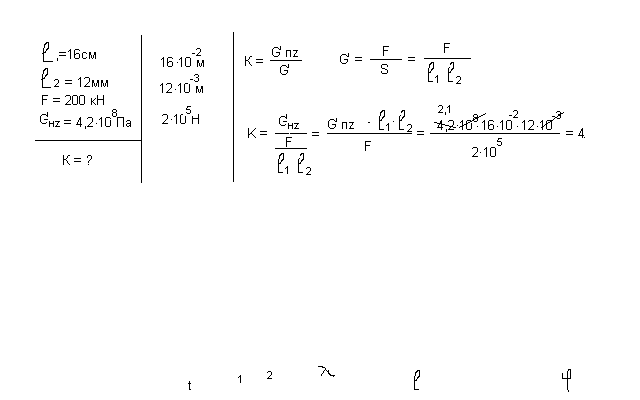 ℓ₁=16см
16·10⁻² м
ℓ₂ = 12мм
12·10⁻³ м
F = 200 кН
2·10⁵ Н
σнz = 4,2·10⁸ Па
K = ?
K = σпz / σ
σ = F / S = F / ℓ₁ ℓ₂
K = σнz / (F / ℓ₁ ℓ₂) = σпz · ℓ₁ · ℓ₂ / F = 2,1 4,2·10⁸·16·10⁻²·12·10⁻³ / 2·10⁵ = 4.
t 1 2 λ ℓ φ